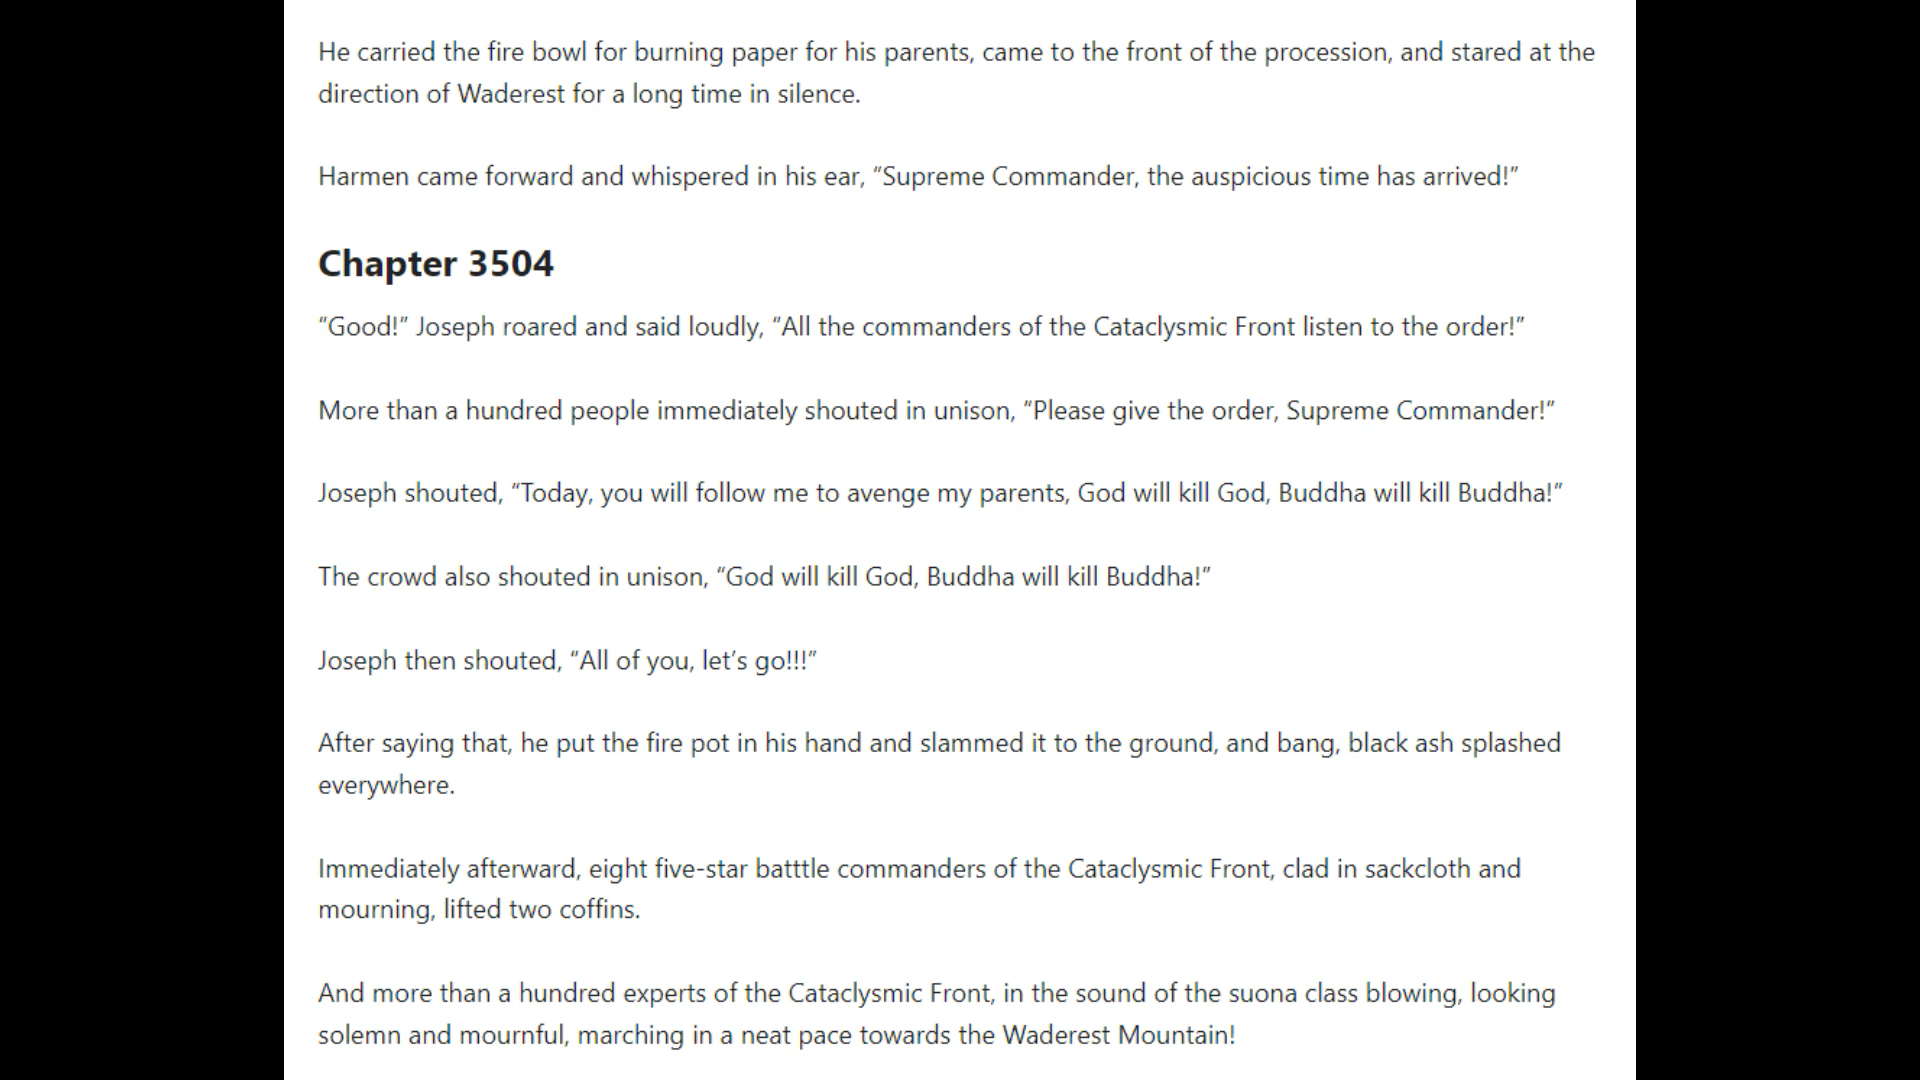 He carried the fire bowl for burning paper for his parents, came to the front of the procession, and stared at the
direction of Waderest for a long time in silence.
Harmen came forward and whispered in his ear, “Supreme Commander, the auspicious time has arrived!”
Chapter 3504
“Good!” Joseph roared and said loudly, “All the commanders of the Cataclysmic Front listen to the order!”
More than a hundred people immediately shouted in unison, “Please give the order, Supreme Commander!”
Joseph shouted, “Today, you will follow me to avenge my parents, God will kill God, Buddha will kill Buddha!”
The crowd also shouted in unison, “God will kill God, Buddha will kill Buddha!”
Joseph then shouted, “All of you, let’s go!!!”
After saying that, he put the fire pot in his hand and slammed it to the ground, and bang, black ash splashed
everywhere.
Immediately afterward, eight five-star batttle commanders of the Cataclysmic Front, clad in sackcloth and
mourning, lifted two coffins.
And more than a hundred experts of the Cataclysmic Front, in the sound of the suona class blowing, looking
solemn and mournful, marching in a neat pace towards the Waderest Mountain!